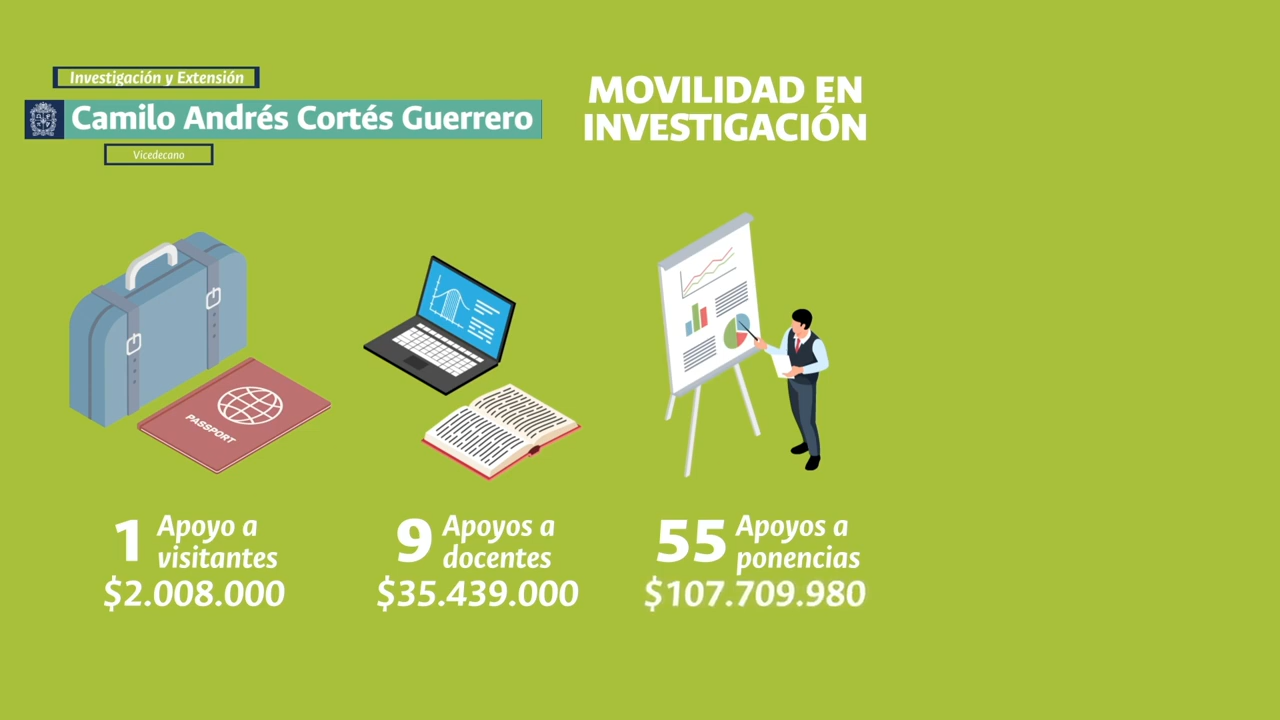 Investigación y Extensión
Camilo Andrés Cortés Guerrero
Vicedecano
MOVILIDAD EN
INVESTIGACIÓN
PASSPORT
1 Apoyo a
visitantes
$2.008.000
9 Apoyos a
docentes
$35.439.000
55 Apoyos a
ponencias
$107.709.980